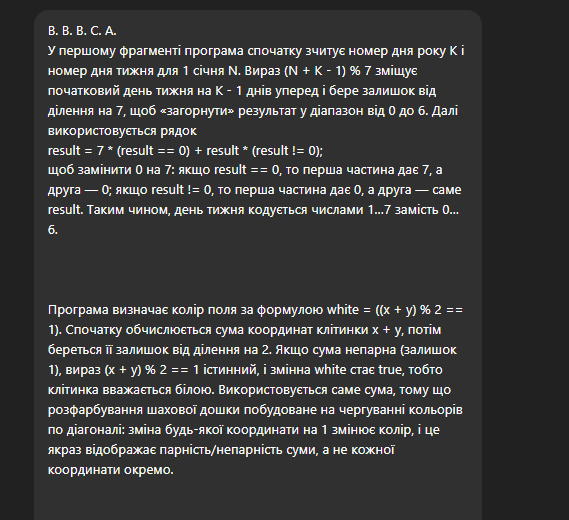 В. В. В. С. А.
У першому фрагменті програма спочатку зчитує номер дня року K і
номер дня тижня для 1 січня N. Вираз (N + K - 1) % 7 зміщує
початковий день тижня на K - 1 днів уперед і бере залишок від
ділення на 7, щоб «загорнути» результат у діапазон від 0 до 6. Далі
використовується рядок
result = 7 * (result == 0) + result * (result != 0);
щоб замінити 0 на 7: якщо result == 0, то перша частина дає 7, а
друга — 0; якщо result != 0, то перша частина дає 0, а друга — саме
result. Таким чином, день тижня кодується числами 1…7 замість 0…
6.
Програма визначає колір поля за формулою white = ((x + y) % 2 ==
1). Спочатку обчислюється сума координат клітинки x + y, потім
береться її залишок від ділення на 2. Якщо сума непарна (залишок
1), вираз (x + y) % 2 == 1 істинний, і змінна white стає true, тобто
клітинка вважається білою. Використовується саме сума, тому що
розфарбування шахової дошки побудоване на чергуванні кольорів
по діагоналі: зміна будь-якої координати на 1 змінює колір, і це
якраз відображає парність/непарність суми, а не кожної
координати окремо.